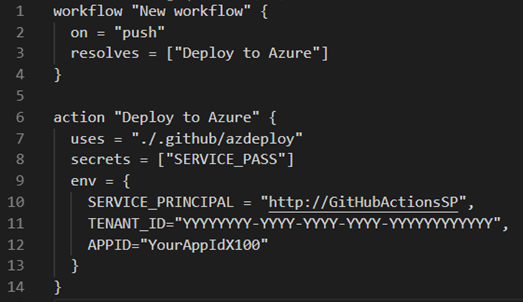 1 workflow "New workflow" {
2 on = "push"
3 resolves = ["Deploy to Azure"]
4 }
5
6 action "Deploy to Azure" {
7 uses = "./.github/azdeploy"
8 secrets = ["SERVICE_PASS"]
9 env = {
10 SERVICE_PRINCIPAL = "http://GitHubActionsSP",
11 TENANT_ID="YYYYYYYY-YYYY-YYYY-YYYY-YYYYYYYYYYYY",
12 APPID="YourAppIdX100"
13 }
14 }